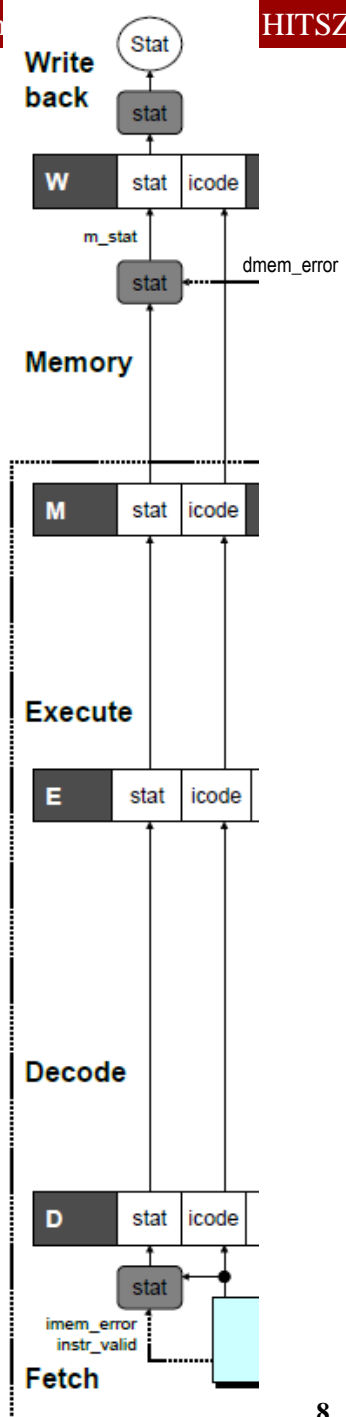 HITSZ
Stat
Write
back
stat
W stat icode
m_stat
dmem_error
stat
Memory
M stat icode
Execute
E stat icode
Decode
D stat icode
stat
imem_error
instr_valid
Fetch
8